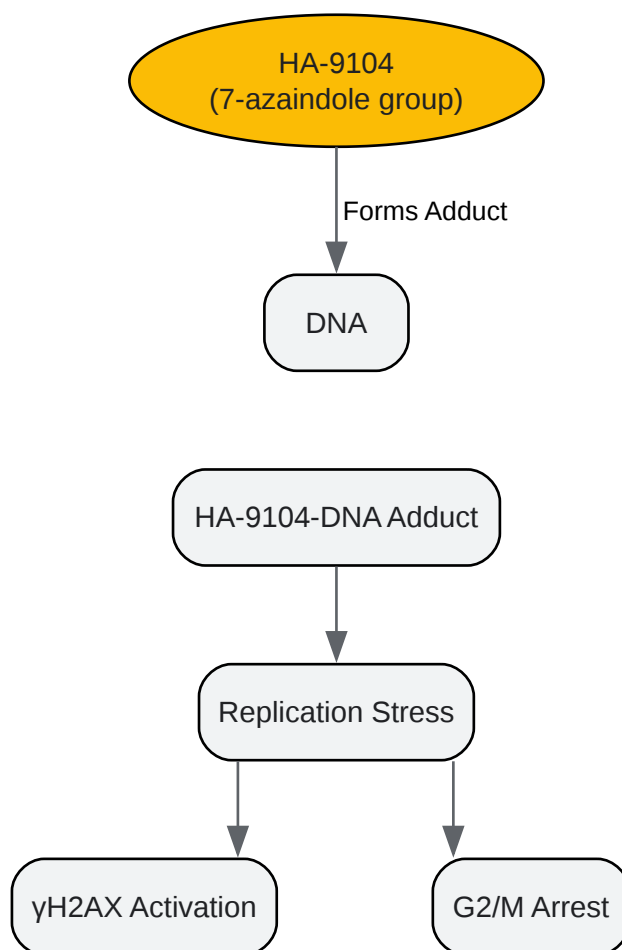 HA-9104
(7-azaindole group)
Forms Adduct
DNA
HA-9104-DNA Adduct
Replication Stress
γH2AX Activation
G2/M Arrest